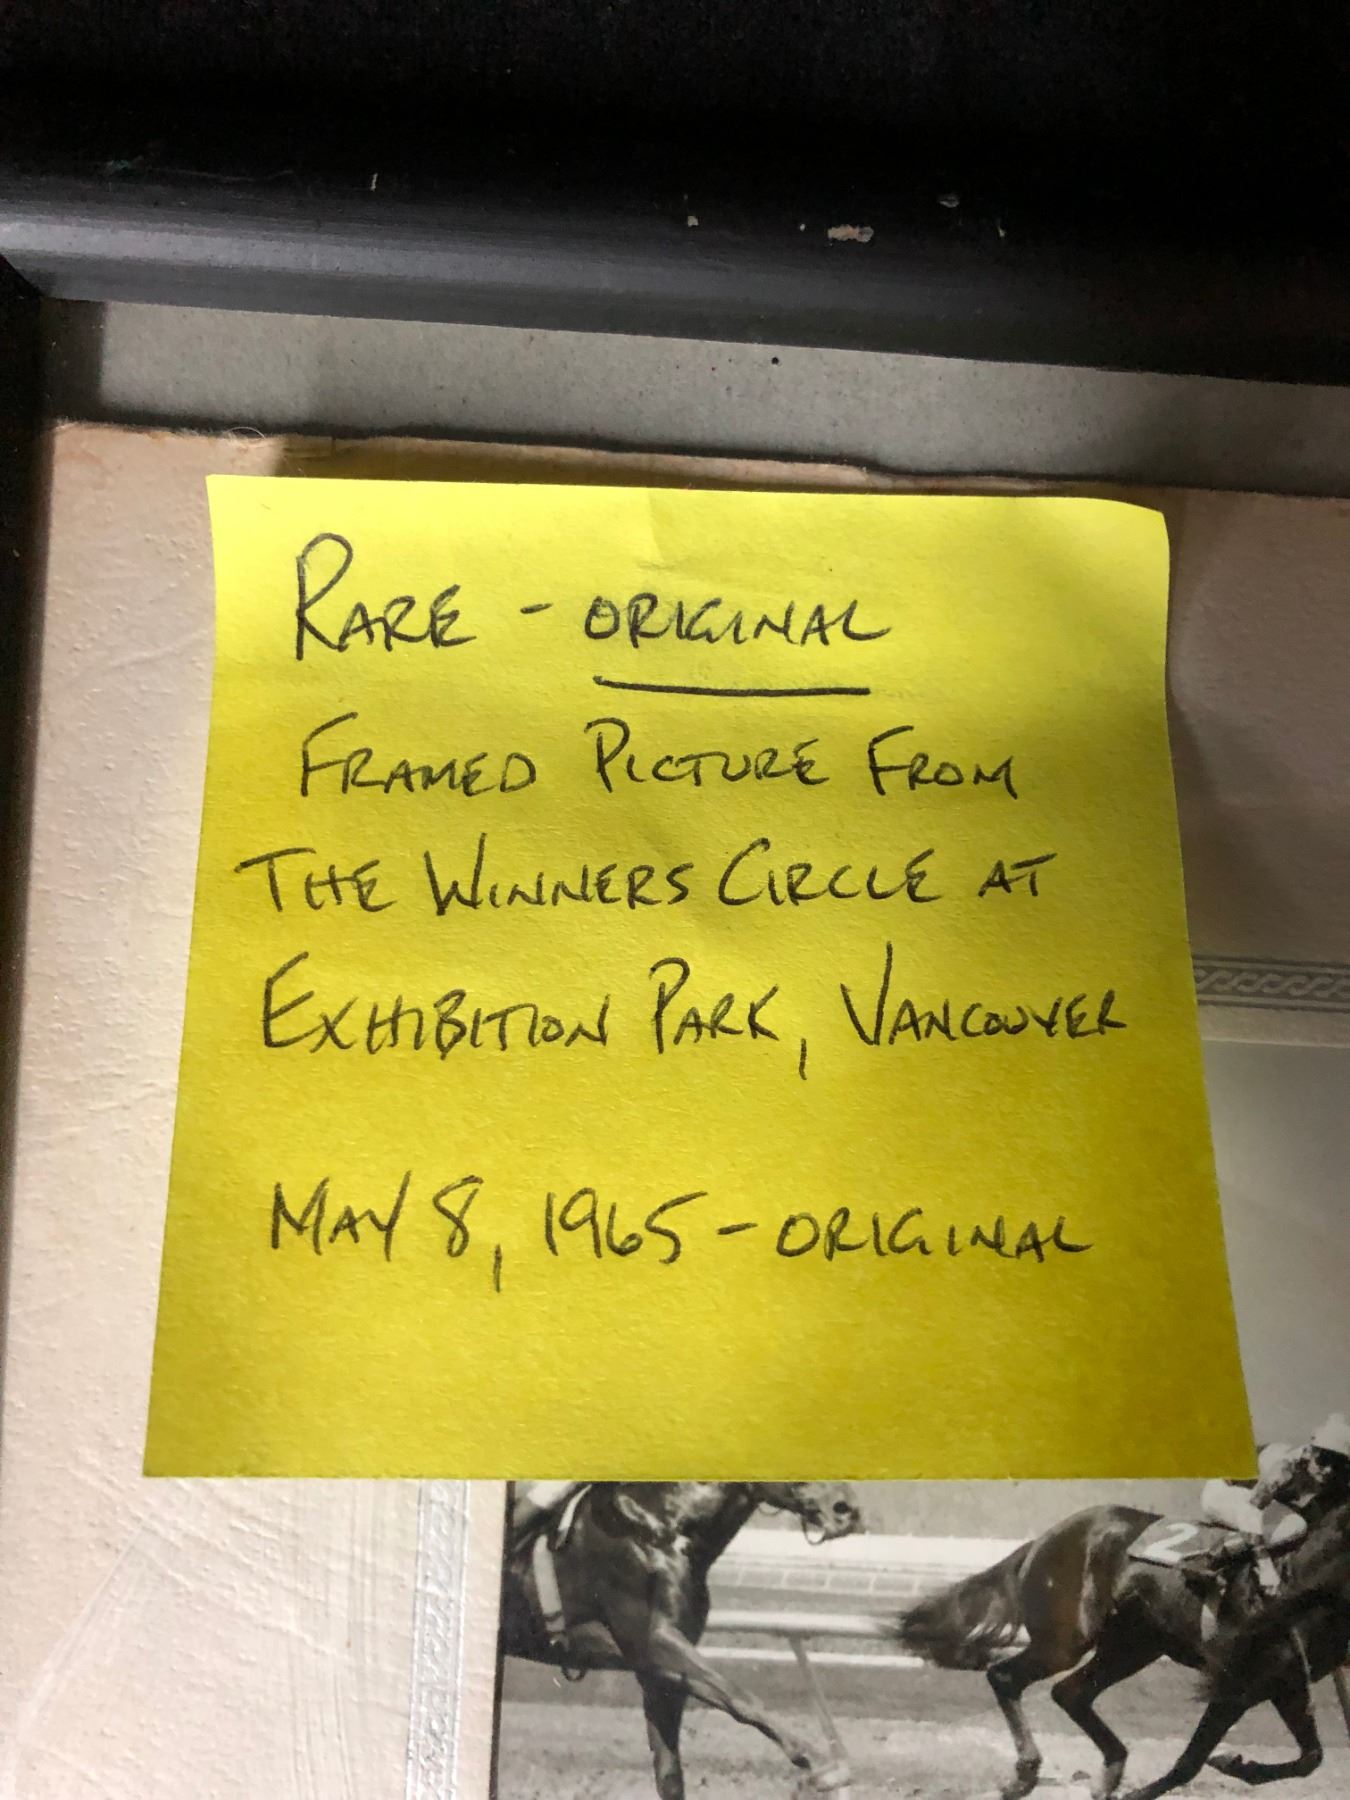 RARE - ORIGINAL
FRAMED PICTURE FROM
THE WINNERS CIRCLE AT
EXHIBITION PARK, VANCOUVER
MAY 8, 1965 - ORIGINAL
2